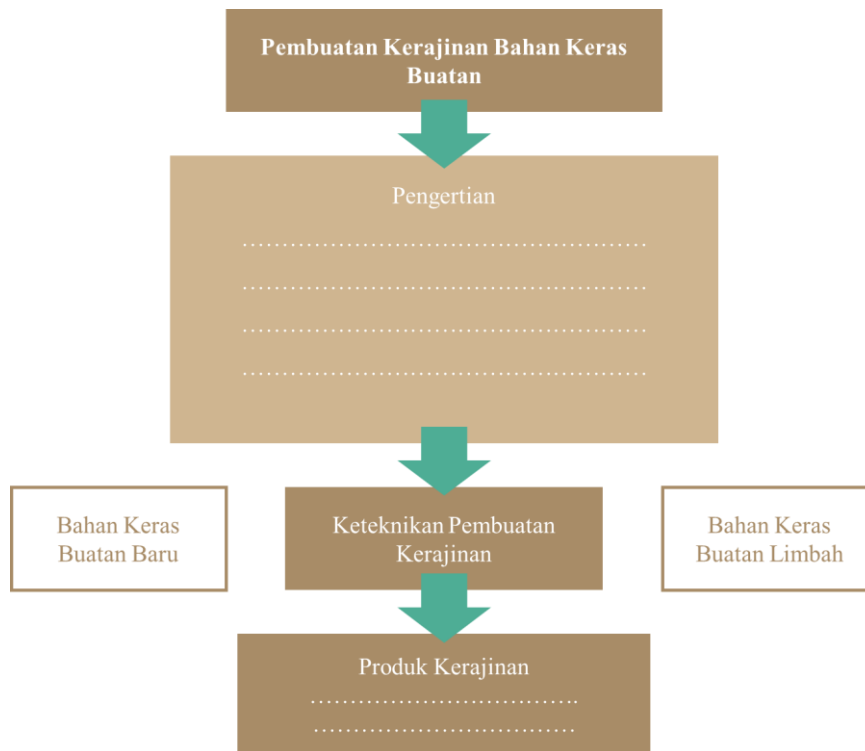 Pembuatan Kerajinan Bahan Keras
Buatan
Pengertian
……………………………………………
……………………………………………
……………………………………………
……………………………………………
Bahan Keras
Buatan Baru
Keteknikan Pembuatan
Kerajinan
Bahan Keras
Buatan Limbah
Produk Kerajinan
…………………………….
……………………………